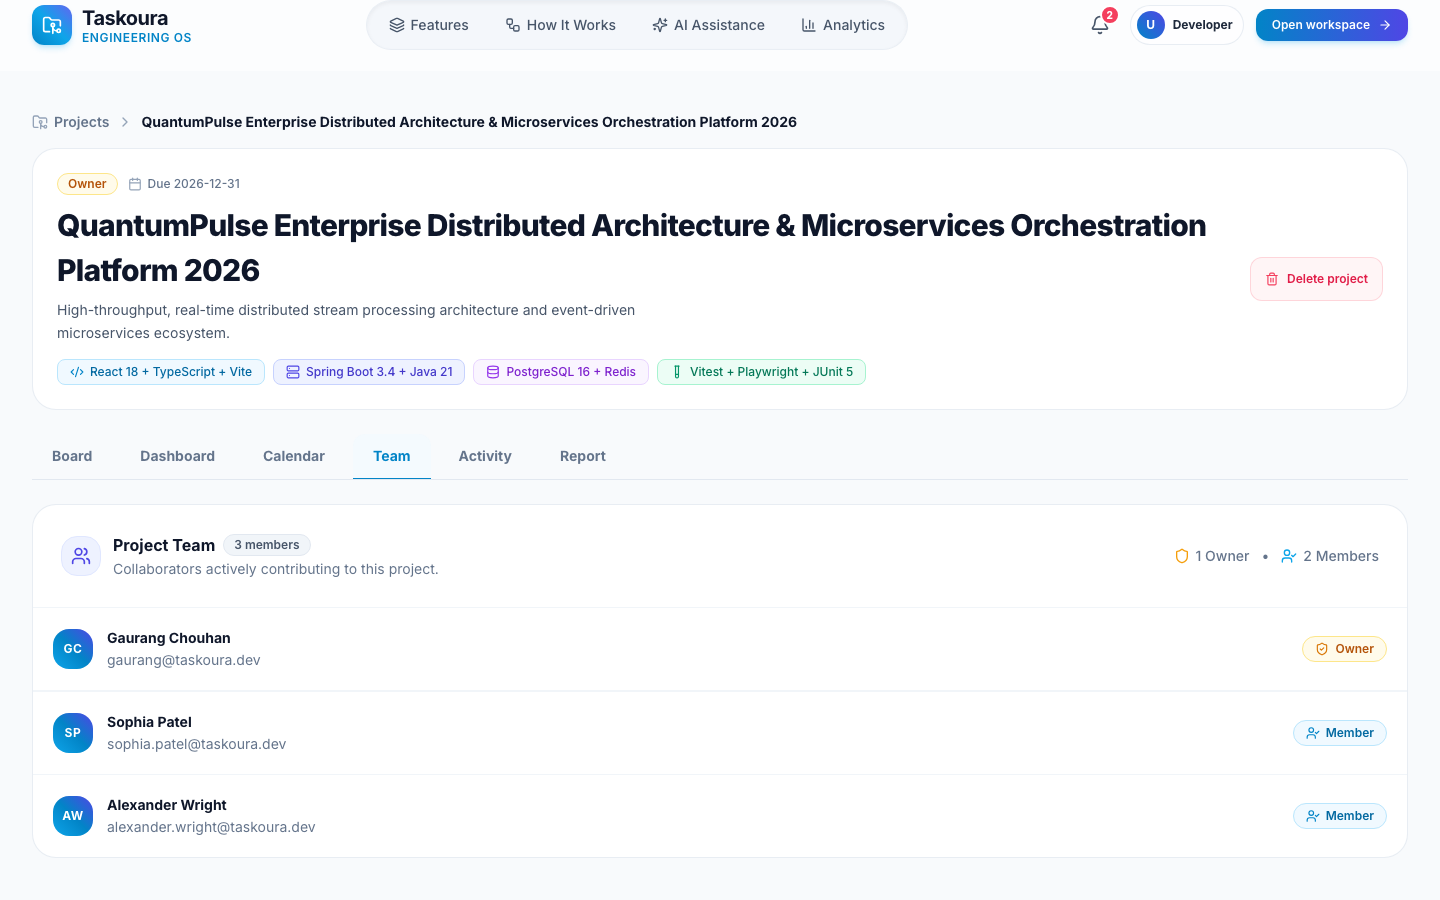 Taskoura
ENGINEERING OS
Features
How It Works
AI Assistance
Analytics
2
U
Developer
Open workspace
Projects
QuantumPulse Enterprise Distributed Architecture & Microservices Orchestration Platform 2026
Owner
Due 2026-12-31
QuantumPulse Enterprise Distributed Architecture & Microservices Orchestration
Platform 2026
Delete project
High-throughput, real-time distributed stream processing architecture and event-driven
microservices ecosystem.
React 18 + TypeScript + Vite
Spring Boot 3.4 + Java 21
PostgreSQL 16 + Redis
Vitest + Playwright + JUnit 5
Board
Dashboard
Calendar
Team
Activity
Report
Project Team
3 members
Collaborators actively contributing to this project.
1 Owner • 2 Members
GC
Gaurang Chouhan
gaurang@taskoura.dev
Owner
SP
Sophia Patel
sophia.patel@taskoura.dev
Member
AW
Alexander Wright
alexander.wright@taskoura.dev
Member